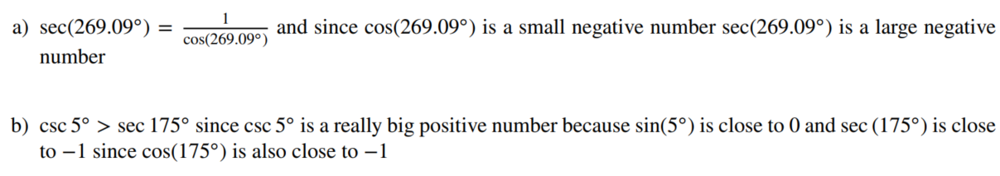 a) sec(269.09°) = 1/cos(269.09°) and since cos(269.09°) is a small negative number sec(269.09°) is a large negative
number
b) csc 5° > sec 175° since csc 5° is a really big positive number because sin(5°) is close to 0 and sec (175°) is close
to −1 since cos(175°) is also close to −1